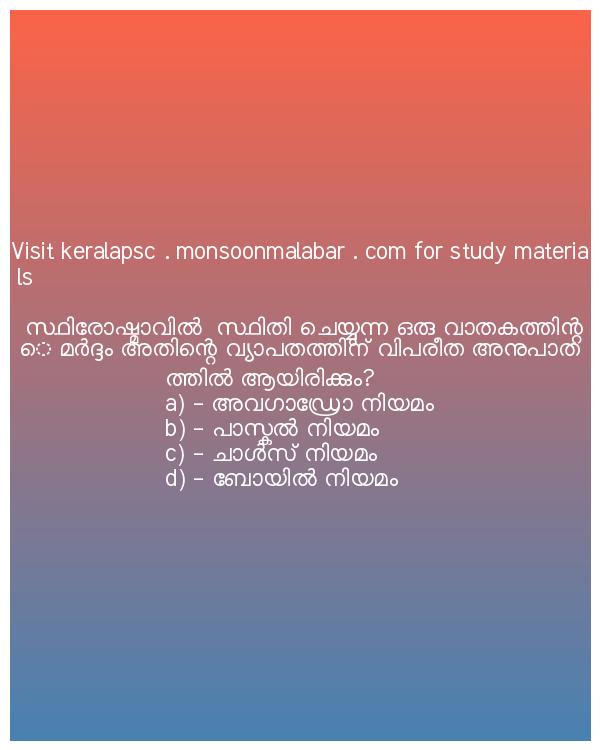 Visit keralapsc . monsoonmalabar . com for study materia
ls
സ്ഥിരോഷ്മാവിൽ സ്ഥിതി ചെയ്യുന്ന ഒരു വാതകത്തിന്റ
െ മർദ്ദം അതിന്റെ വ്യാപതത്തിന് വിപരീത അനുപാത
ത്തിൽ ആയിരിക്കും?
a) - അവഗാഡ്രോ നിയമം
b) - പാസ്കൽ നിയമം
c) - ചാൾസ് നിയമം
d) - ബോയിൽ നിയമം